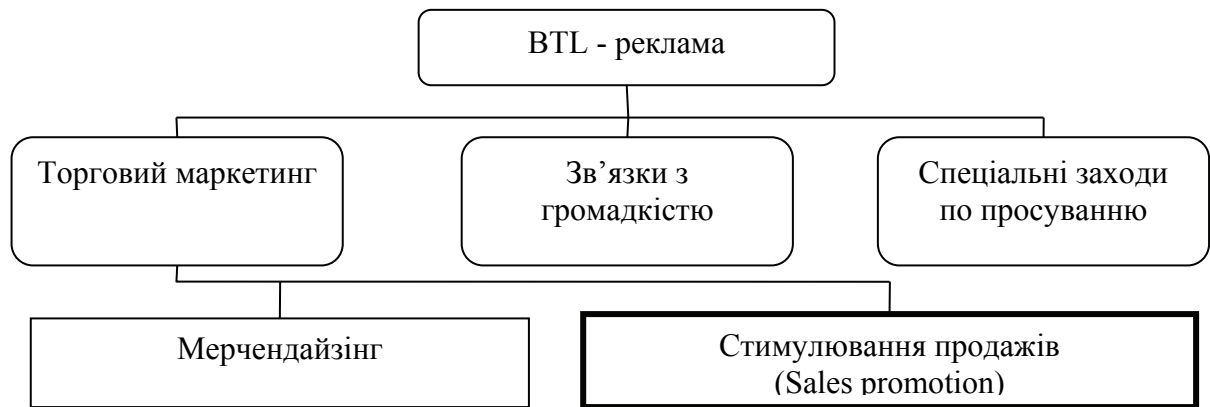 BTL - реклама
Торговий маркетинг
Зв’язки з
громадкістю
Спеціальні заходи
по просуванню
Мерчендайзінг
Стимулювання продажів
(Sales promotion)